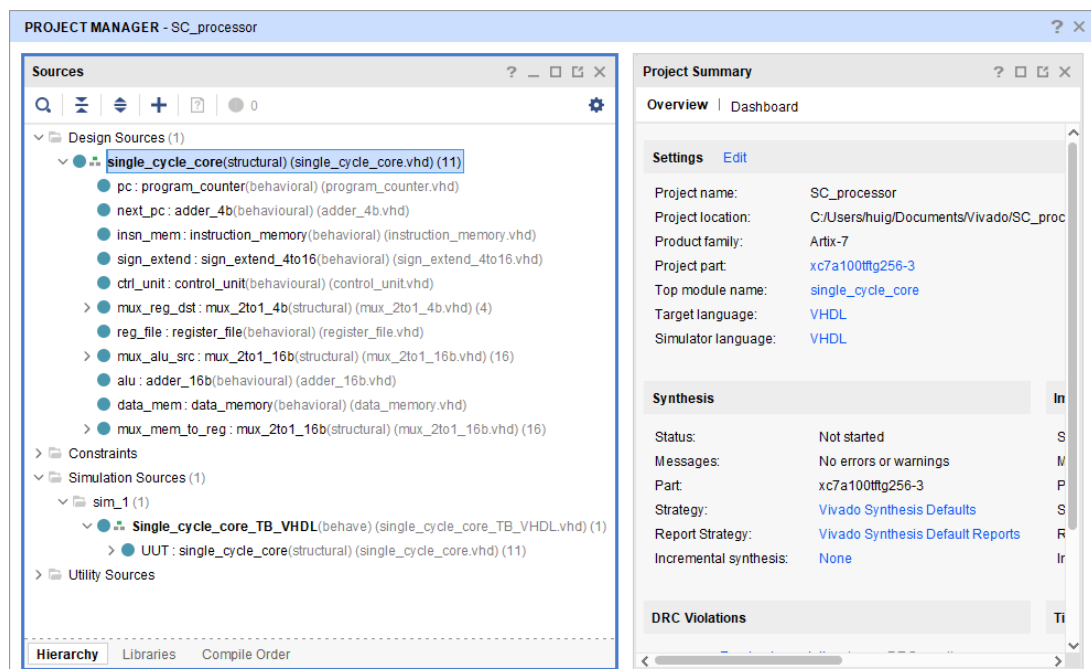 PROJECT MANAGER - SC_processor
Sources
0
Design Sources (1)
single_cycle_core(structural) (single_cycle_core.vhd) (11)
pc : program_counter(behavioral) (program_counter.vhd)
next_pc : adder_4b(behavioural) (adder_4b.vhd)
insn_mem : instruction_memory(behavioral) (instruction_memory.vhd)
sign_extend : sign_extend_4to16(behavioral) (sign_extend_4to16.vhd)
ctrl_unit : control_unit(behavioural) (control_unit.vhd)
mux_reg_dst : mux_2to1_4b(structural) (mux_2to1_4b.vhd) (4)
reg_file : register_file(behavioral) (register_file.vhd)
mux_alu_src : mux_2to1_16b(structural) (mux_2to1_16b.vhd) (16)
alu : adder_16b(behavioural) (adder_16b.vhd)
data_mem : data_memory(behavioral) (data_memory.vhd)
mux_mem_to_reg : mux_2to1_16b(structural) (mux_2to1_16b.vhd) (16)
Constraints
Simulation Sources (1)
sim_1 (1)
Single_cycle_core_TB_VHDL(behave) (single_cycle_core_TB_VHDL.vhd) (1)
UUT : single_cycle_core(structural) (single_cycle_core.vhd) (11)
Utility Sources
Hierarchy Libraries Compile Order
Project Summary
Overview | Dashboard
Settings Edit
Project name: SC_processor
Project location: C:/Users/huig/Documents/Vivado/SC_proc
Product family: Artix-7
Project part: xc7a100tftg256-3
Top module name: single_cycle_core
Target language: VHDL
Simulator language: VHDL
Synthesis
Status: Not started
Messages: No errors or warnings
Part: xc7a100tftg256-3
Strategy: Vivado Synthesis Defaults
Report Strategy: Vivado Synthesis Default Reports
Incremental synthesis: None
DRC Violations